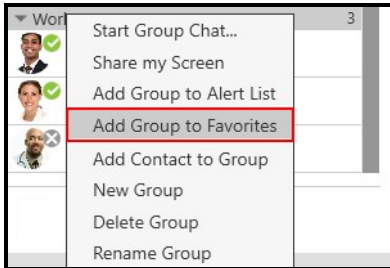 Wor 3
Start Group Chat...
Share my Screen
Add Group to Alert List
Add Group to Favorites
Add Contact to Group
New Group
Delete Group
Rename Group